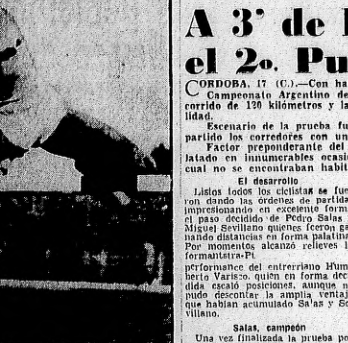 A 3' de l
el 2o. Pu
CORDOBA, 17 (C.).—Con ha
Campeonato Argentino de
corrido de 120 kilómetros y la
lidad.
Escenario de la prueba fu
partido los corredores con un
Factor preponderante del
latado en innumerables ocasio
cual no se encontraban habit
El desarrollo
Listos todos los ciclistas se fue
ron dando las órdenes de partida
impresionando en excelente form
el paso decidido de Pedro Salas
Miguel Sevillano quienes fueron ga
nando distancias en forma palatina
Por momentos alcanzó relieves l
formantstra-Pt
performance del entrerriano Hum
berto Varisco, quien en forma dec
dida escaló posiciones, aunque n
pudo descontar la amplia ventaj
que habían acumulado Salas y Se
villano.
Salas, campeón
Una vez finalizada la prueba po